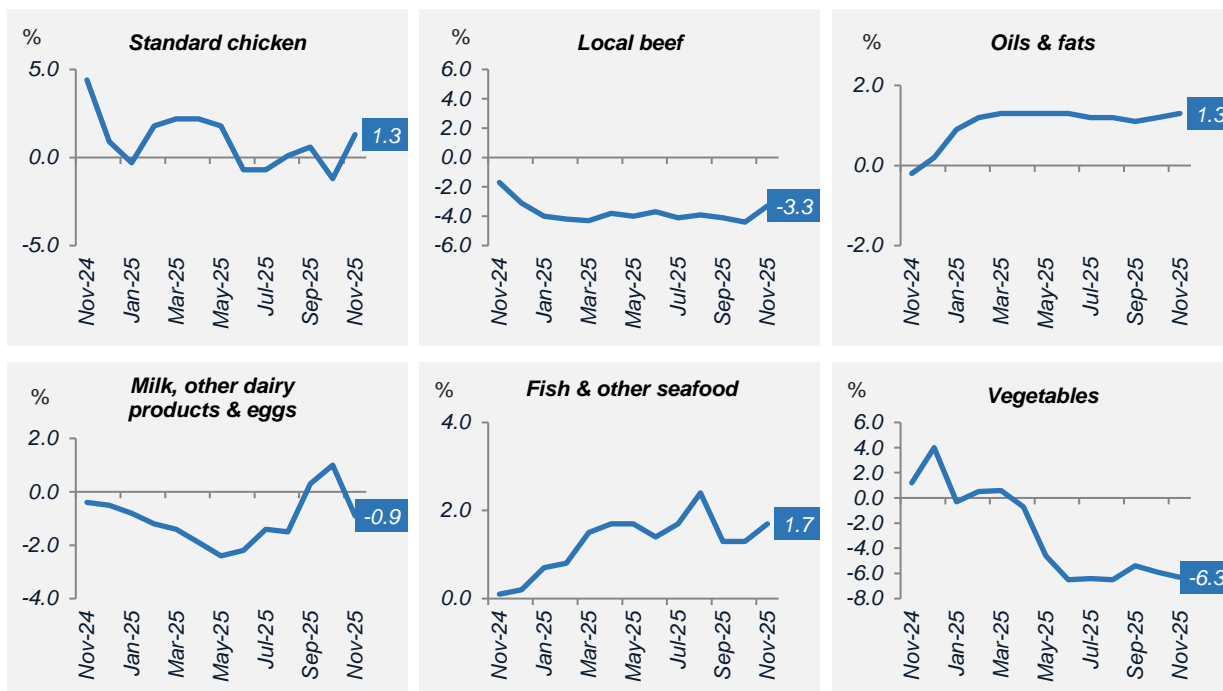 %
Standard chicken
5.0
0.0
-5.0
1.3
Nov-24
Jan-25
Mar-25
May-25
Jul-25
Sep-25
Nov-25
%
Local beef
6.0
4.0
2.0
0.0
-2.0
-4.0
-6.0
-3.3
Nov-24
Jan-25
Mar-25
May-25
Jul-25
Sep-25
Nov-25
%
Oils & fats
2.0
0.0
-2.0
1.3
Nov-24
Jan-25
Mar-25
May-25
Jul-25
Sep-25
Nov-25
%
Milk, other dairy
products & eggs
2.0
0.0
-2.0
-4.0
-0.9
Nov-24
Jan-25
Mar-25
May-25
Jul-25
Sep-25
Nov-25
%
Fish & other seafood
4.0
2.0
0.0
1.7
Nov-24
Jan-25
Mar-25
May-25
Jul-25
Sep-25
Nov-25
%
Vegetables
6.0
4.0
2.0
0.0
-2.0
-4.0
-6.0
-8.0
-6.3
Nov-24
Jan-25
Mar-25
May-25
Jul-25
Sep-25
Nov-25